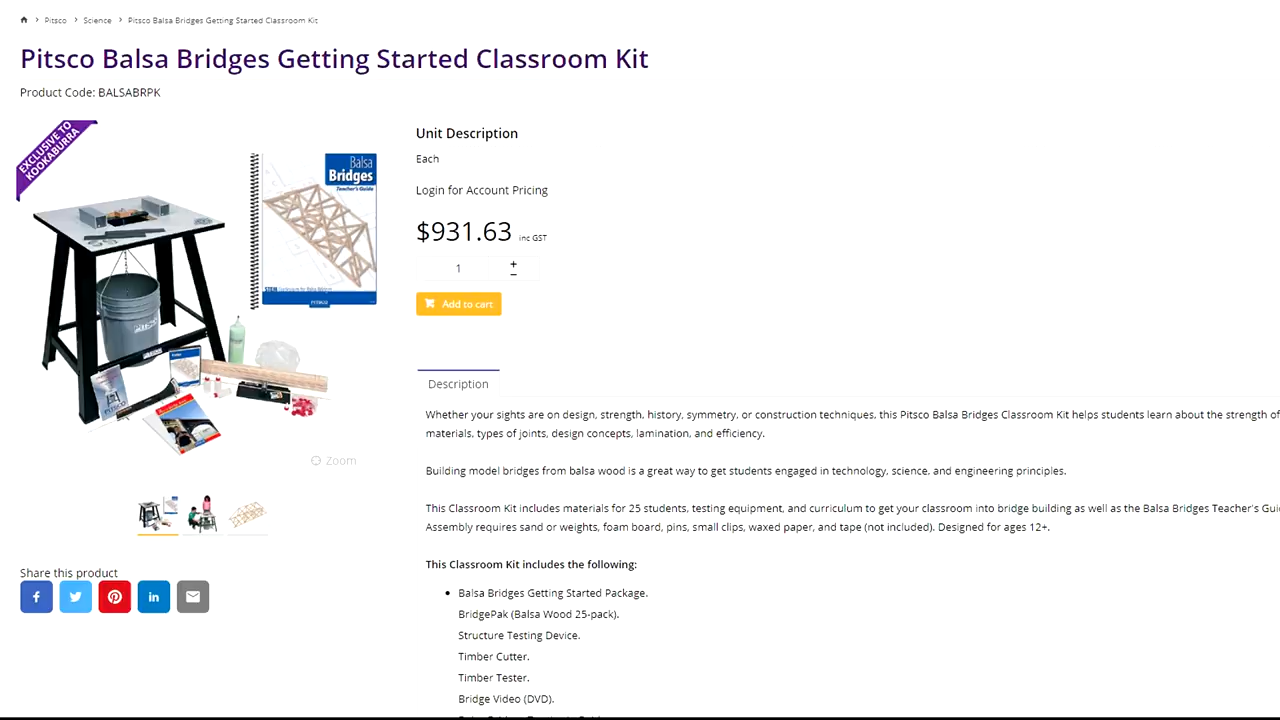 Pitsco
Science
Pitsco Balsa Bridges Getting Started Classroom Kit
Pitsco Balsa Bridges Getting Started Classroom Kit
Product Code: BALSABRPK
EXCLUSIVE TO
KOOKABURRA
Balsa
Bridges
Teacher's Guide
PITSCO
Zoom
Share this product
Unit Description
Each
Login for Account Pricing
$931.63 inc GST
1
+
−
Add to cart
Description
Whether your sights are on design, strength, history, symmetry, or construction techniques, this Pitsco Balsa Bridges Classroom Kit helps students learn about the strength of
materials, types of joints, design concepts, lamination, and efficiency.
Building model bridges from balsa wood is a great way to get students engaged in technology, science, and engineering principles.
This Classroom Kit includes materials for 25 students, testing equipment, and curriculum to get your classroom into bridge building as well as the Balsa Bridges Teacher's
Assembly requires sand or weights, foam board, pins, small clips, waxed paper, and tape (not included). Designed for ages 12+.
This Classroom Kit includes the following:
Balsa Bridges Getting Started Package.
BridgePak (Balsa Wood 25-pack).
Structure Testing Device.
Timber Cutter.
Timber Tester.
Bridge Video (DVD).